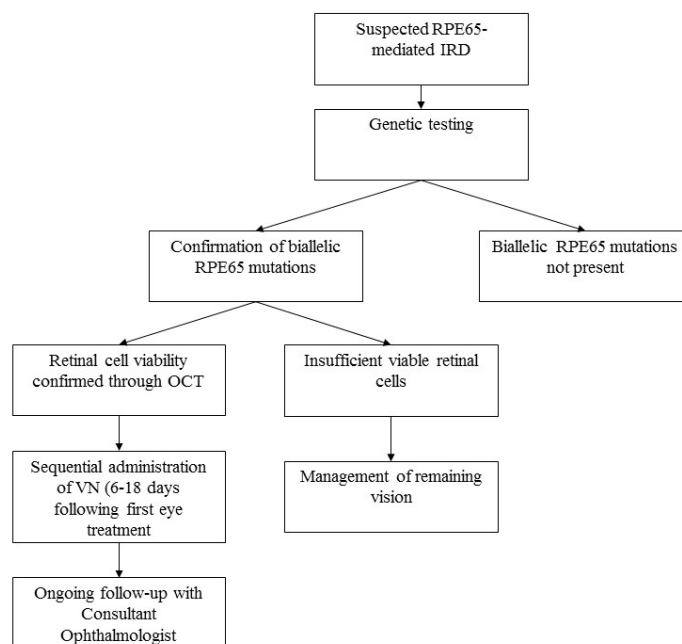 Suspected RPE65-
mediated IRD
Genetic testing
Confirmation of biallelic
RPE65 mutations
Biallelic RPE65 mutations
not present
Retinal cell viability
confirmed through OCT
Insufficient viable retinal
cells
Sequential administration
of VN (6-18 days
following first eye
treatment
Management of remaining
vision
Ongoing follow-up with
Consultant
Ophthalmologist